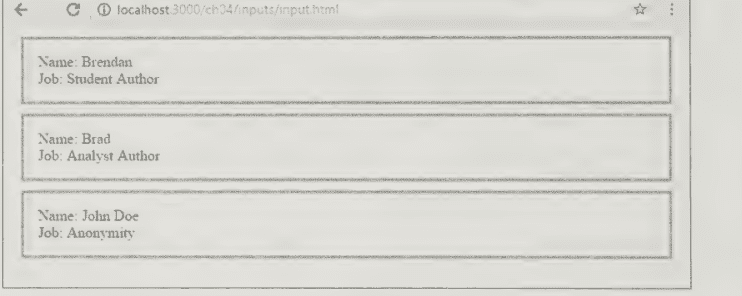 localhost:3000/ch04/inputs/input.html
Name: Brendan
Job: Student Author
Name: Brad
Job: Analyst Author
Name: John Doe
Job: Anonymity